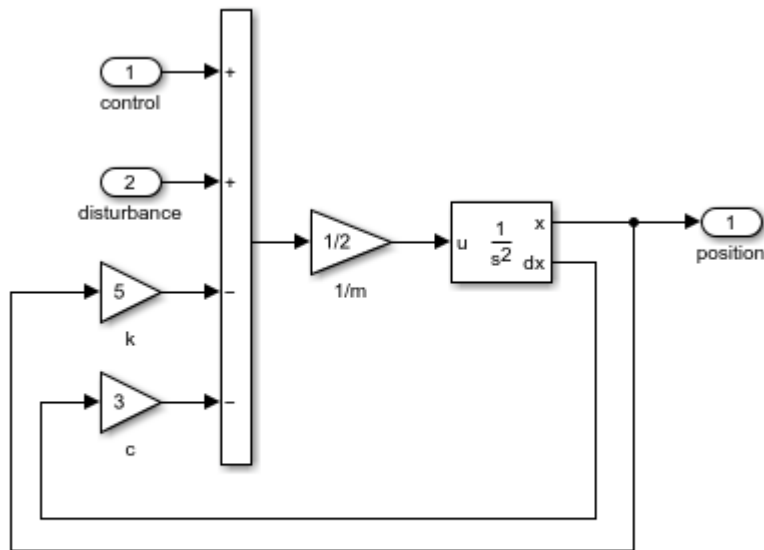 1
+
control
2
+
disturbance
1/2
1/m
u
1
s2
x
dx
1
position
5
−
k
3
−
c